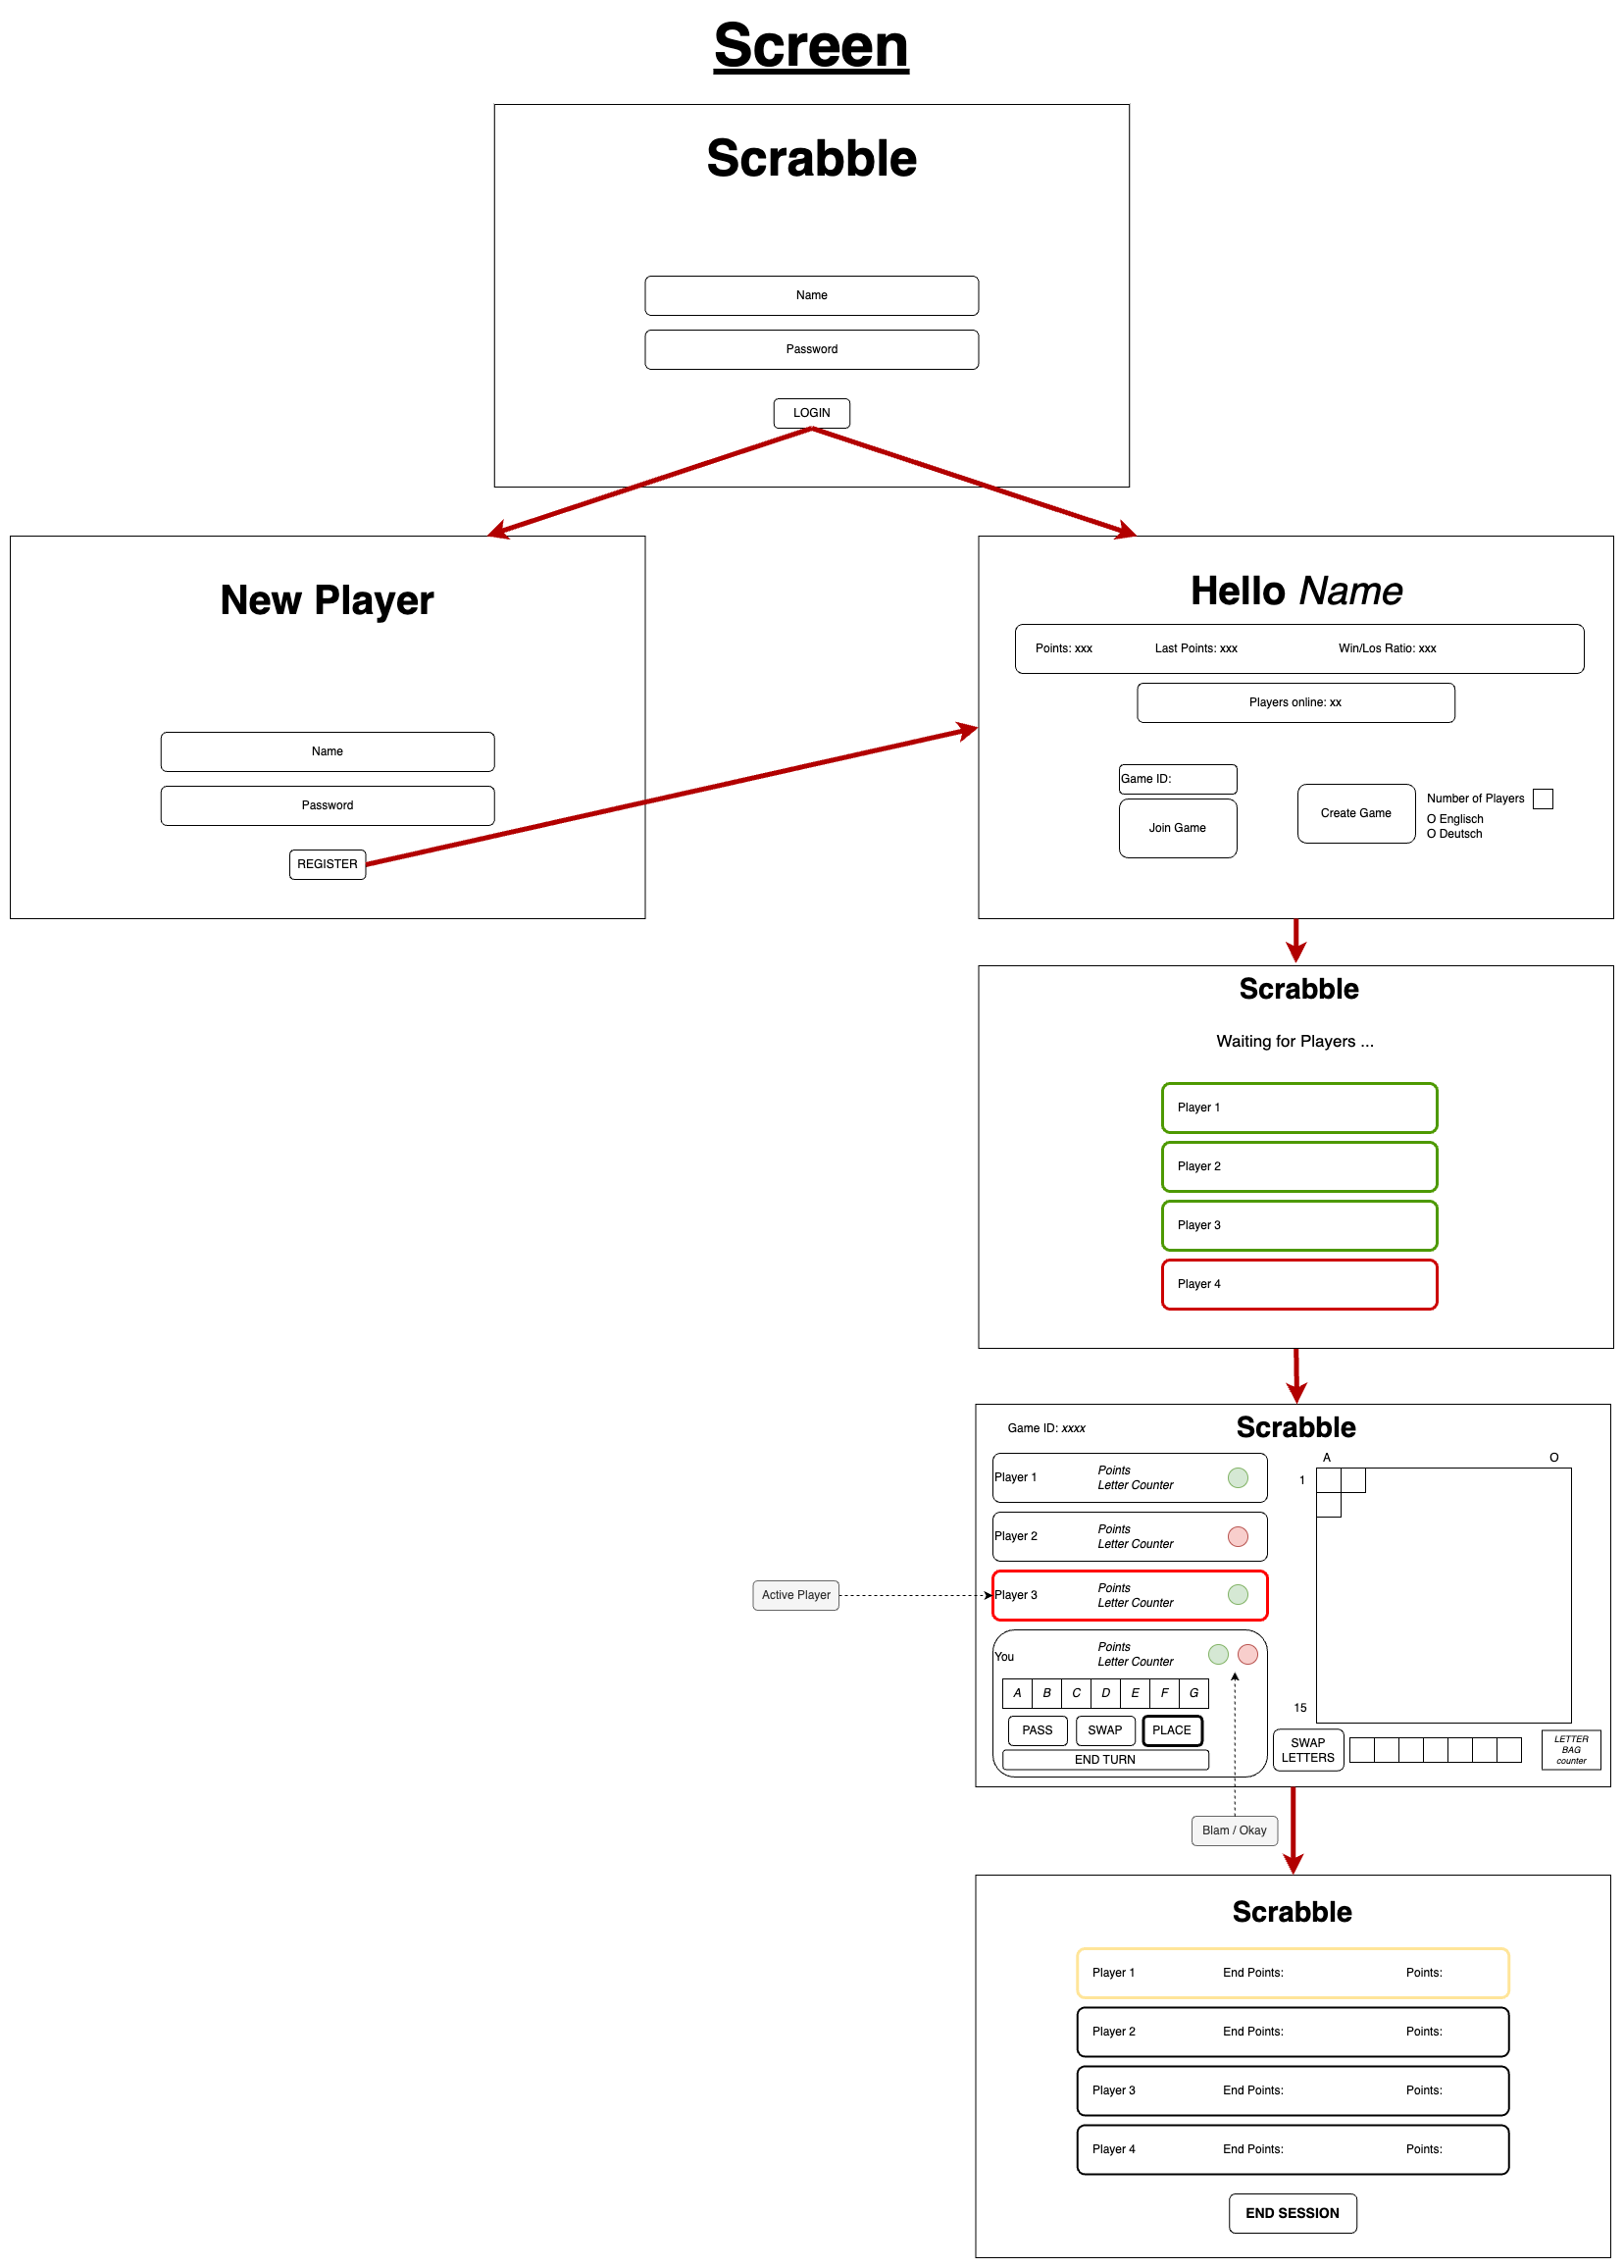 Screen
Scrabble
Name
Password
LOGIN
New Player
Name
Password
REGISTER
Hello Name
Points: xxx Last Points: xxx Win/Los Ratio: xxx
Players online: xx
Game ID:
Join Game
Create Game
Number of Players
O Englisch
O Deutsch
Scrabble
Waiting for Players ...
Player 1
Player 2
Player 3
Player 4
Game ID: xxxx
Scrabble
Player 1
Points
Letter Counter
Player 2
Points
Letter Counter
Active Player
Player 3
Points
Letter Counter
You
Points
Letter Counter
A B C D E F G
PASS SWAP PLACE
END TURN
A O
1
15
SWAP
LETTERS
LETTER
BAG
counter
Blam / Okay
Scrabble
Player 1 End Points: Points:
Player 2 End Points: Points:
Player 3 End Points: Points:
Player 4 End Points: Points:
END SESSION